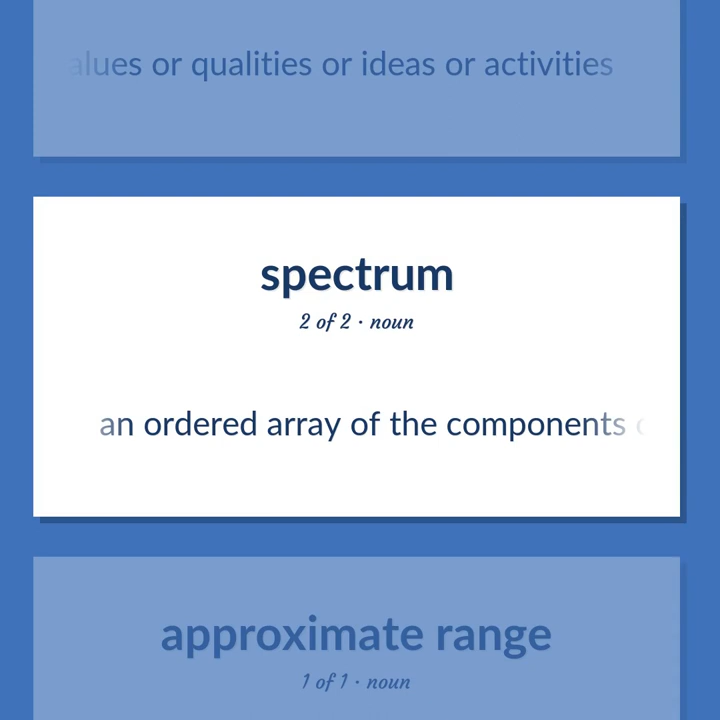 alues or qualities or ideas or activities
spectrum
2 of 2 · noun
an ordered array of the components
approximate range
1 of 1 · noun